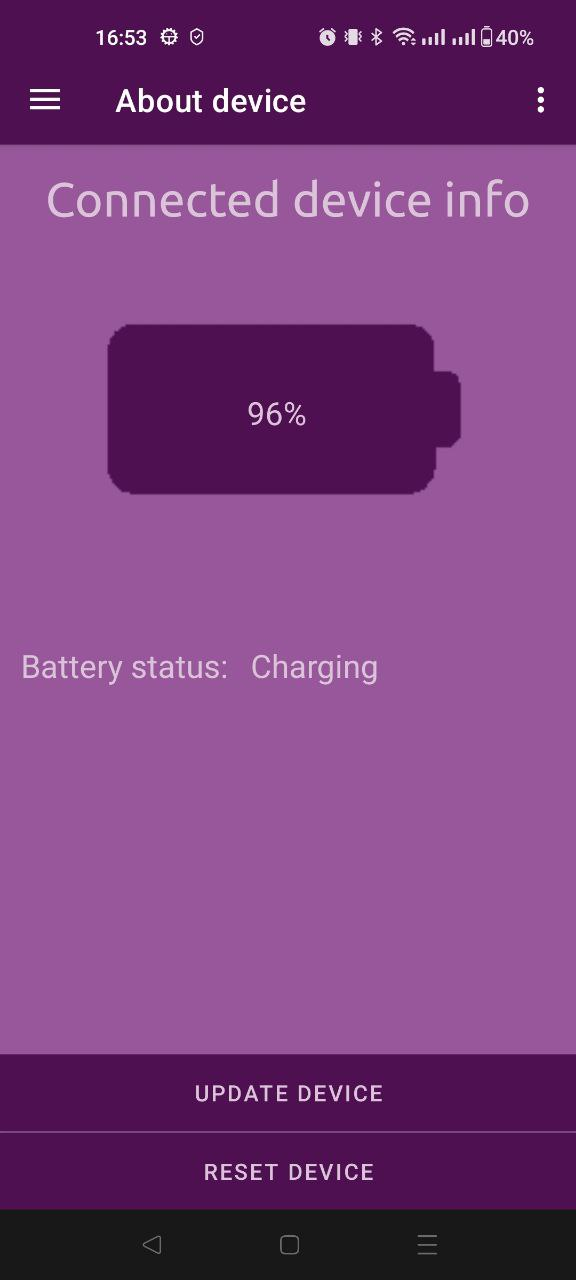 16:53 40%
About device
Connected device info
96%
Battery status: Charging
UPDATE DEVICE
RESET DEVICE